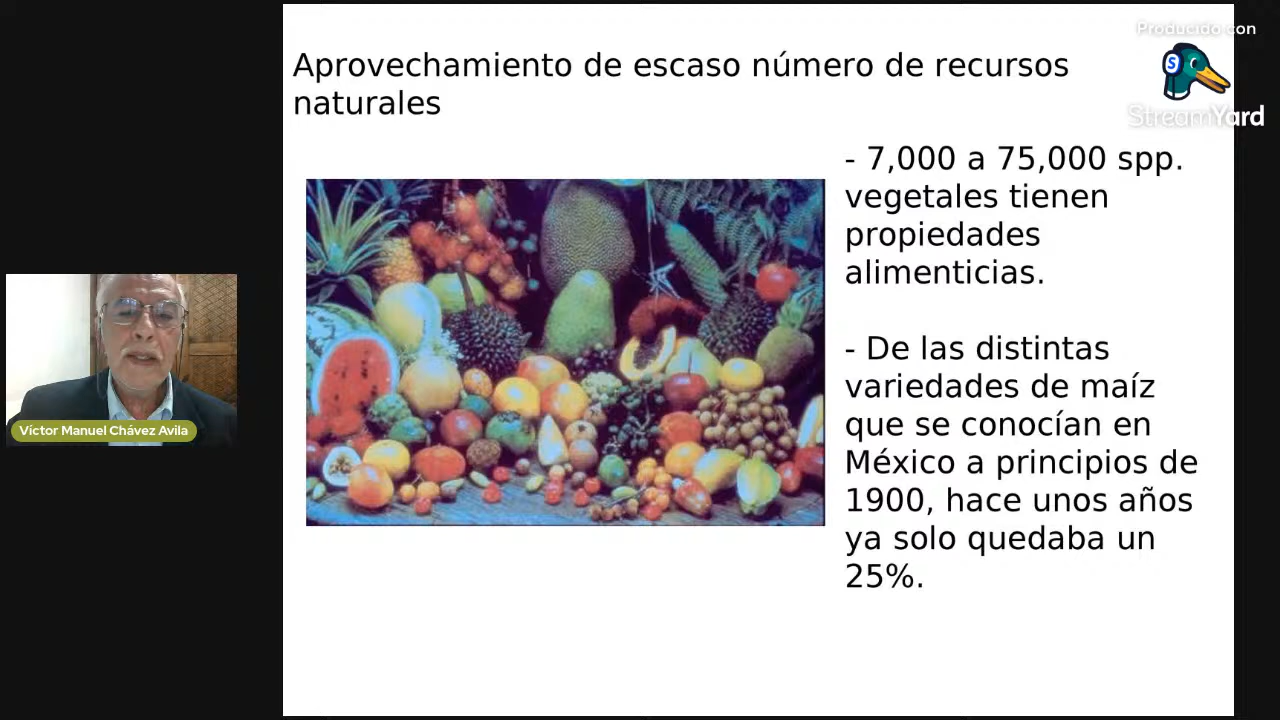 Producido con
StreamYard
Aprovechamiento de escaso número de recursos
naturales
- 7,000 a 75,000 spp.
vegetales tienen
propiedades
alimenticias.
- De las distintas
variedades de maíz
que se conocían en
México a principios de
1900, hace unos años
ya solo quedaba un
25%.
Víctor Manuel Chávez Avila